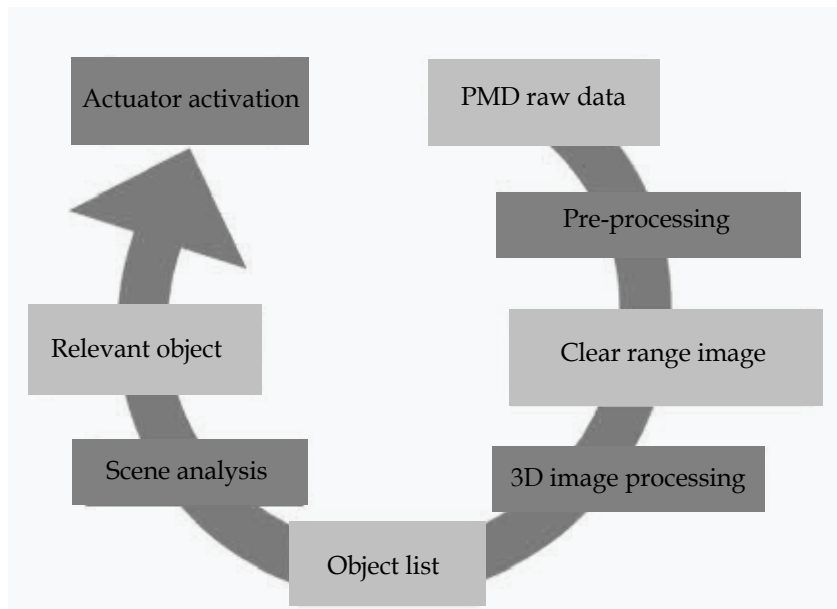 Actuator activation
PMD raw data
Pre-processing
Relevant object
Clear range image
Scene analysis
3D image processing
Object list